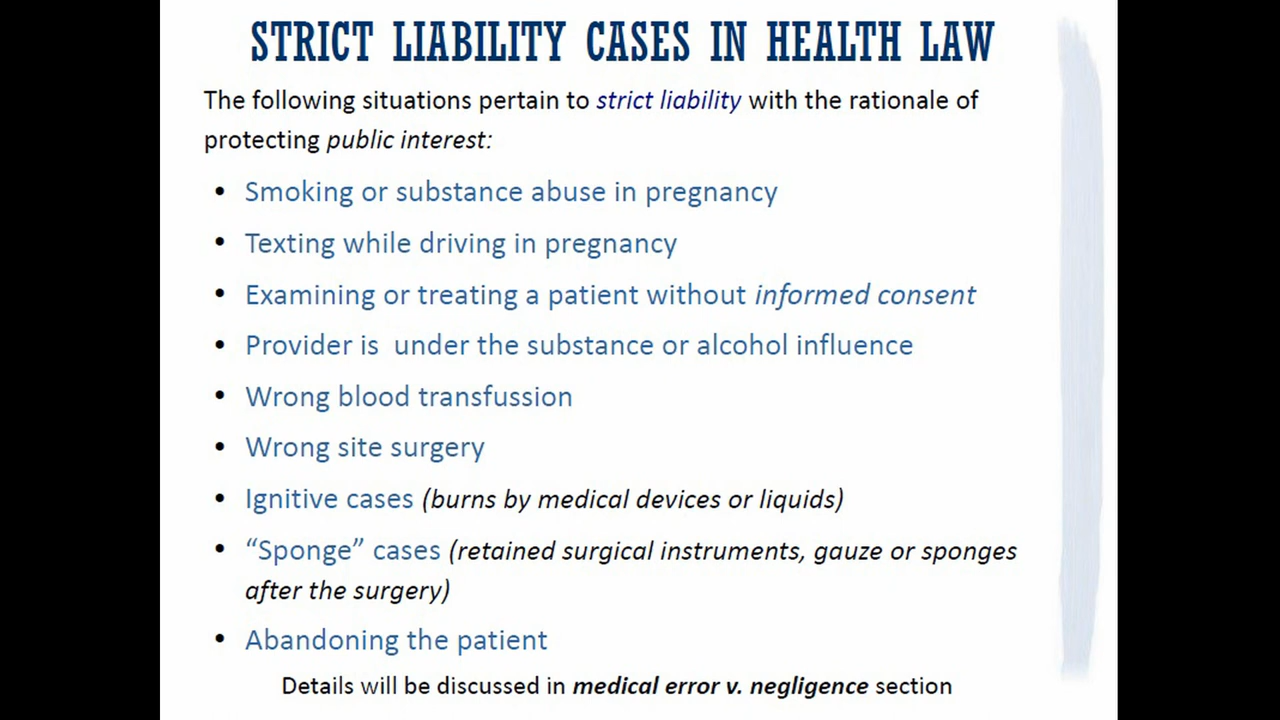 STRICT LIABILITY CASES IN HEALTH LAW
The following situations pertain to strict liability with the rationale of
protecting public interest:
• Smoking or substance abuse in pregnancy
• Texting while driving in pregnancy
• Examining or treating a patient without informed consent
• Provider is  under the substance or alcohol influence
• Wrong blood transfussion
• Wrong site surgery
• Ignitive cases (burns by medical devices or liquids)
• “Sponge” cases (retained surgical instruments, gauze or sponges
after the surgery)
• Abandoning the patient
Details will be discussed in medical error v. negligence section